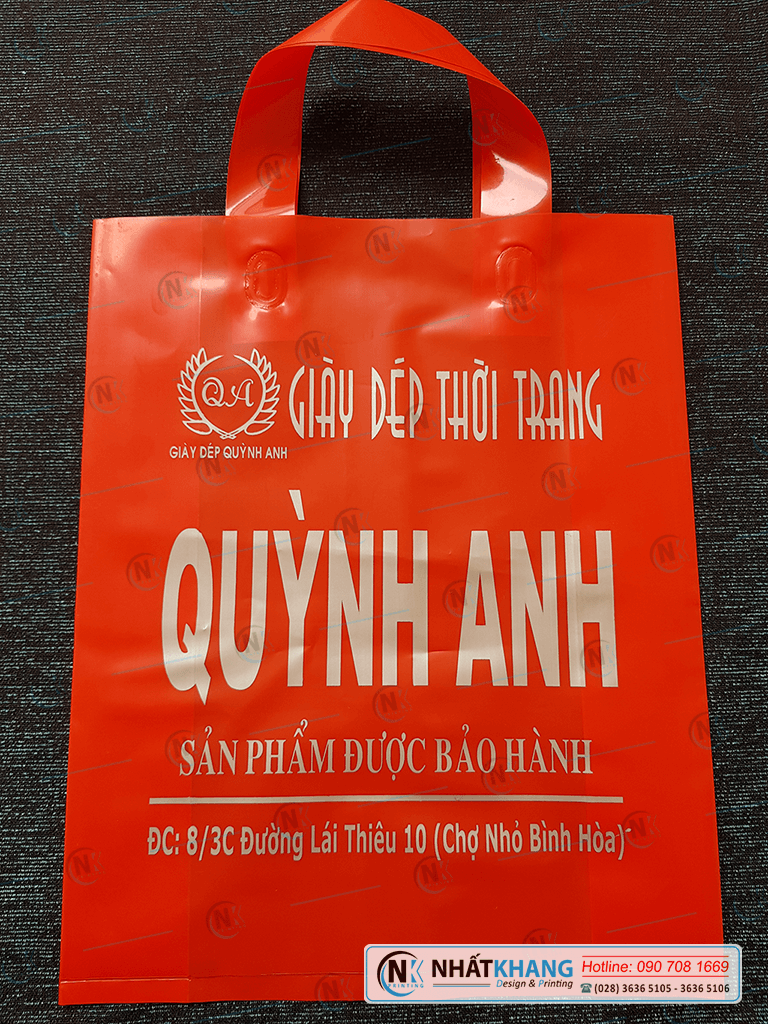 QA
GIÀY DÉP QUỲNH ANH
GIÀY DÉP THỜI TRANG
QUỲNH ANH
SẢN PHẨM ĐƯỢC BẢO HÀNH
ĐC: 8/3C Đường Lái Thiêu 10 (Chợ Nhỏ Bình Hòa)
NK
PRINTING
NHẤTKHANG
Design & Printing
Hotline: 090 708 1669
(028) 3636 5105 - 3636 5106